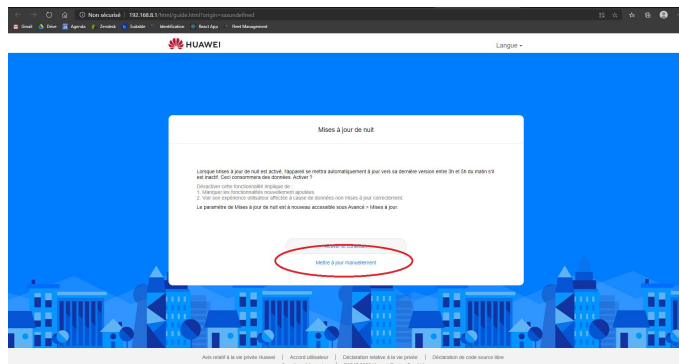 Non sécurisé | 192.168.8.1/html/guide.html?origin=xxxundefined
Gmail Drive Agenda Zendesk Suitable Identification React App Fleet Management
HUAWEI
Langue
Mises à jour de nuit
Lorsque Mises à jour de nuit est activé, l'appareil se mettra automatiquement à jour vers sa dernière version entre 3h et 5h du matin s'il
est inactif. Ceci consommera des données. Activer ?
Désactiver cette fonctionnalité implique de :
1. Manquer les fonctionnalités nouvellement ajoutées.
2. Voir son expérience utilisateur affectée à cause de données non mises à jour correctement.
Le paramètre de Mises à jour de nuit est à nouveau accessible sous Avancé > Mises à jour.
Mettre à jour manuellement
Avis relatif à la vie privée Huawei | Accord utilisateur | Déclaration relative à la vie privée | Déclaration de code source libre